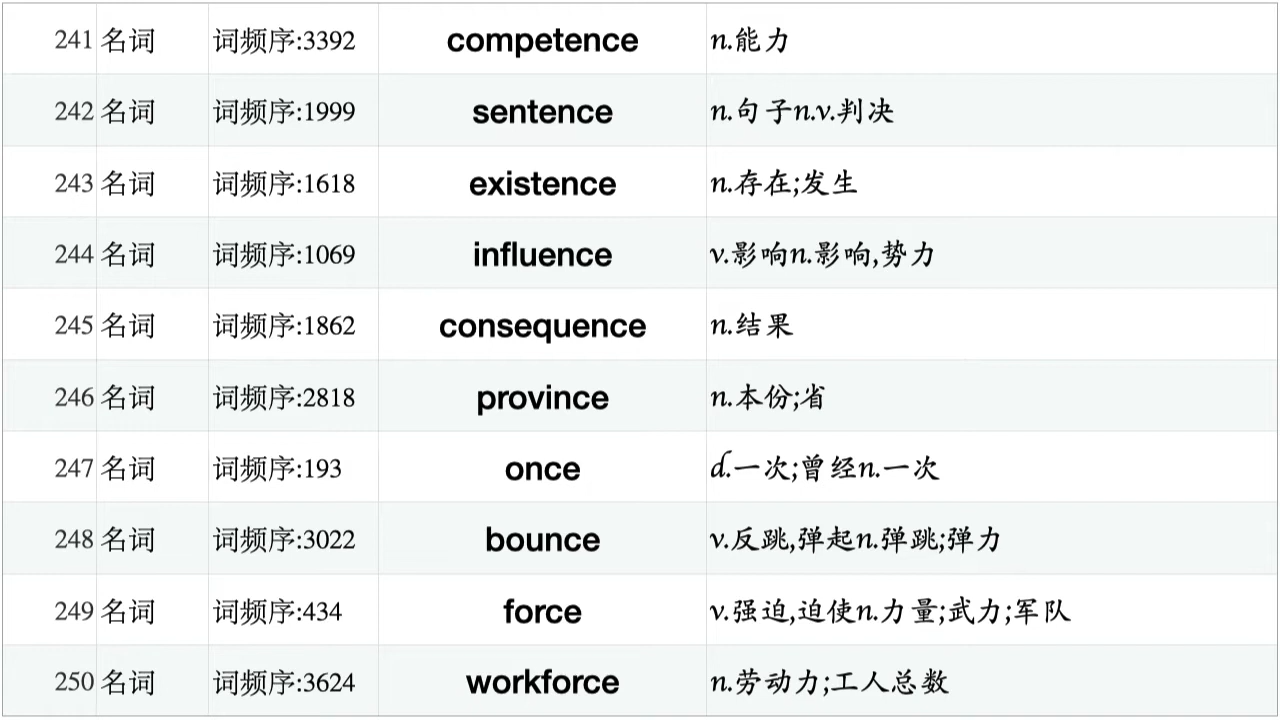 241 名词 词频序:3392 competence n.能力
242 名词 词频序:1999 sentence n.句子n.v.判决
243 名词 词频序:1618 existence n.存在;发生
244 名词 词频序:1069 influence v.影响n.影响,势力
245 名词 词频序:1862 consequence n.结果
246 名词 词频序:2818 province n.本份;省
247 名词 词频序:193 once d.一次;曾经n.一次
248 名词 词频序:3022 bounce v.反跳,弹起n.弹跳;弹力
249 名词 词频序:434 force v.强迫,迫使n.力量;武力;军队
250 名词 词频序:3624 workforce n.劳动力;工人总数